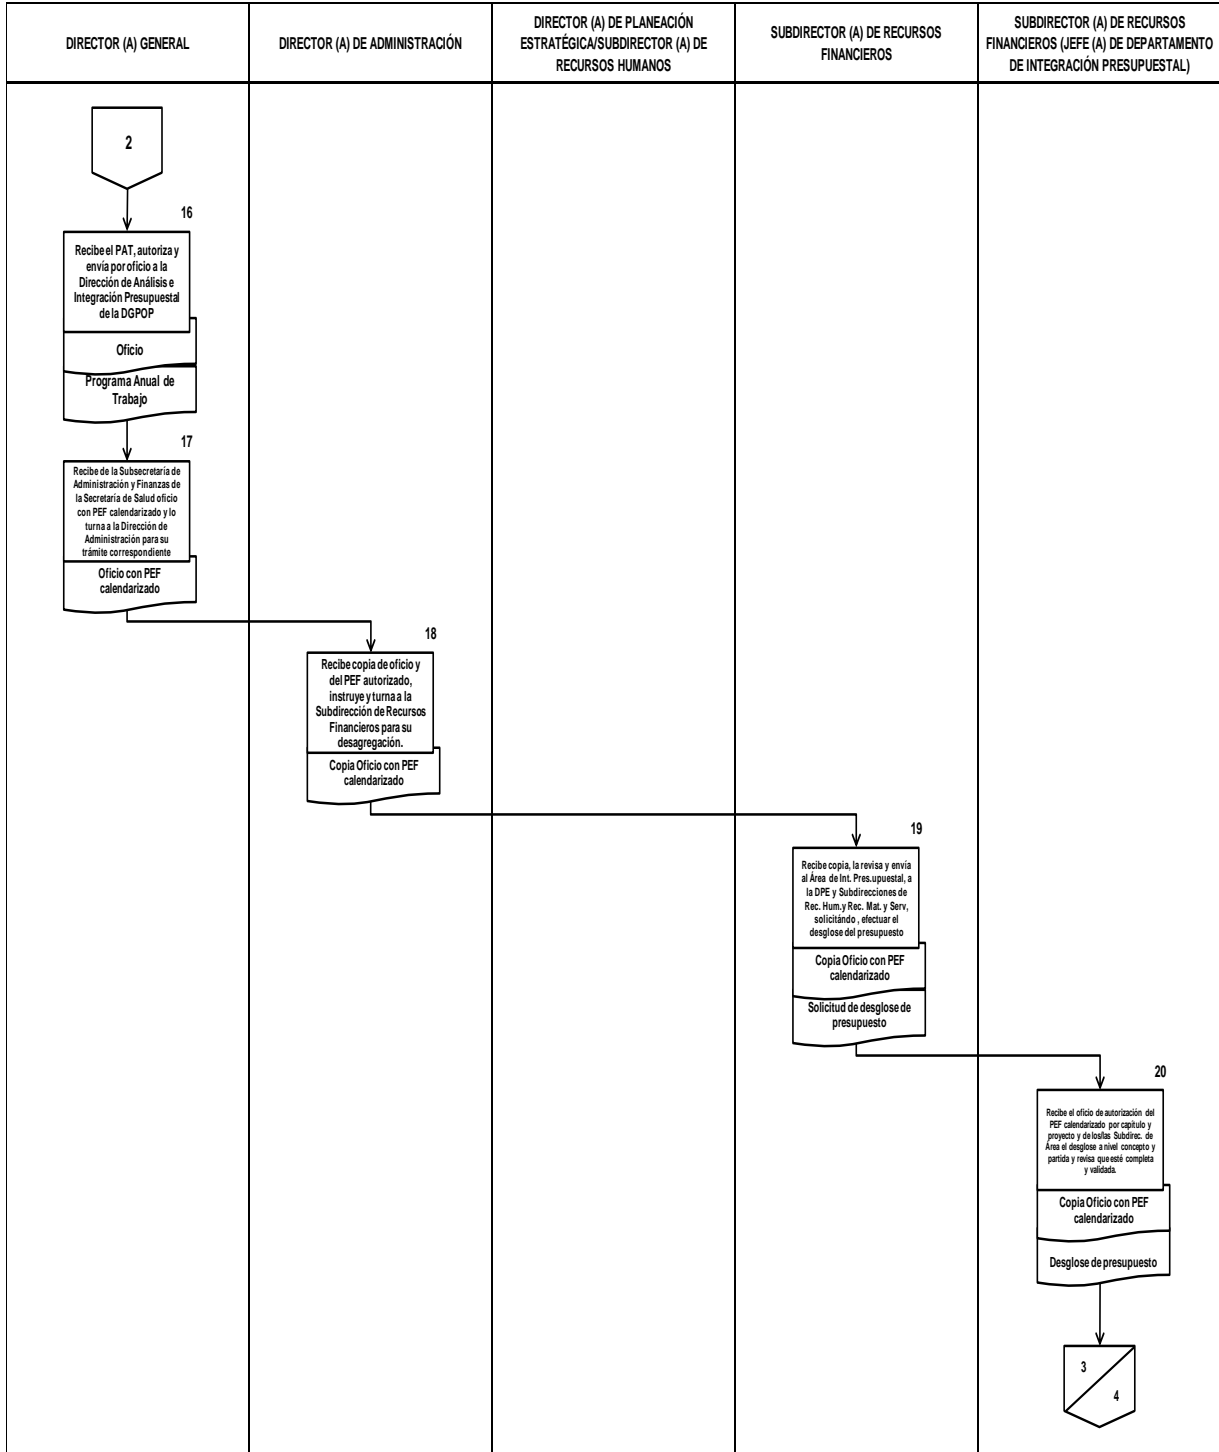 DIRECTOR (A) GENERAL
DIRECTOR (A) DE ADMINISTRACIÓN
DIRECTOR (A) DE PLANEACIÓN
ESTRATÉGICA/SUBDIRECTOR (A) DE
RECURSOS HUMANOS
SUBDIRECTOR (A) DE RECURSOS
FINANCIEROS
SUBDIRECTOR (A) DE RECURSOS
FINANCIEROS (JEFE (A) DE DEPARTAMENTO
DE INTEGRACIÓN PRESUPUESTAL)
2
16
Recibe el PAT, autoriza y
envía por oficio a la
Dirección de Análisis e
Integración Presupuestal
de la DGPOP
Oficio
Programa Anual de
Trabajo
17
Recibe de la Subsecretaría de
Administración y Finanzas de
la Secretaría de Salud oficio
con PEF calendarizado y lo
turna a la Dirección de
Administración para su
trámite correspondiente
Oficio con PEF
calendarizado
18
Recibe copia de oficio y
del PEF autorizado,
instruye y turna a la
Subdirección de Recursos
Financieros para su
desagregación.
Copia Oficio con PEF
calendarizado
19
Recibe copia, la revisa y envía
al Área de Int. Pres.upuestal, a
la DPE y Subdirecciones de
Rec. Hum.y Rec. Mat. y Serv,
solicitándo , efectuar el
desglose del presupuesto
Copia Oficio con PEF
calendarizado
Solicitud de desglose de
presupuesto
20
Recibe el oficio de autorización del
PEF calendarizado por capítulo y
proyecto y de los/las Subdirec. de
Área el desglose a nivel concepto y
partida y revisa que esté completa
y validada.
Copia Oficio con PEF
calendarizado
Desglose de presupuesto
3
4